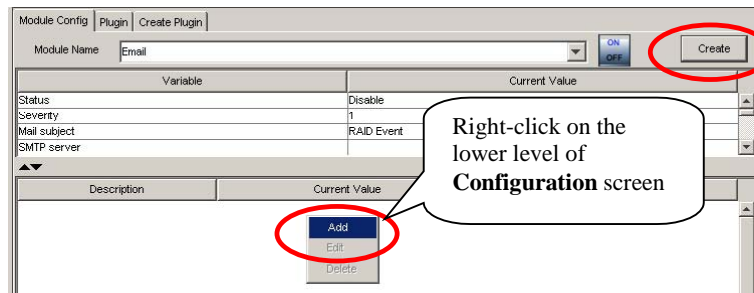 Module Config Plugin Create Plugin
Module Name Email ON OFF Create
Variable Current Value
Status Disable
Severity 1
Mail subject RAID Event
SMTP server
Right-click on the
lower level of
Configuration screen
Description Current Value
Add
Edit
Delete